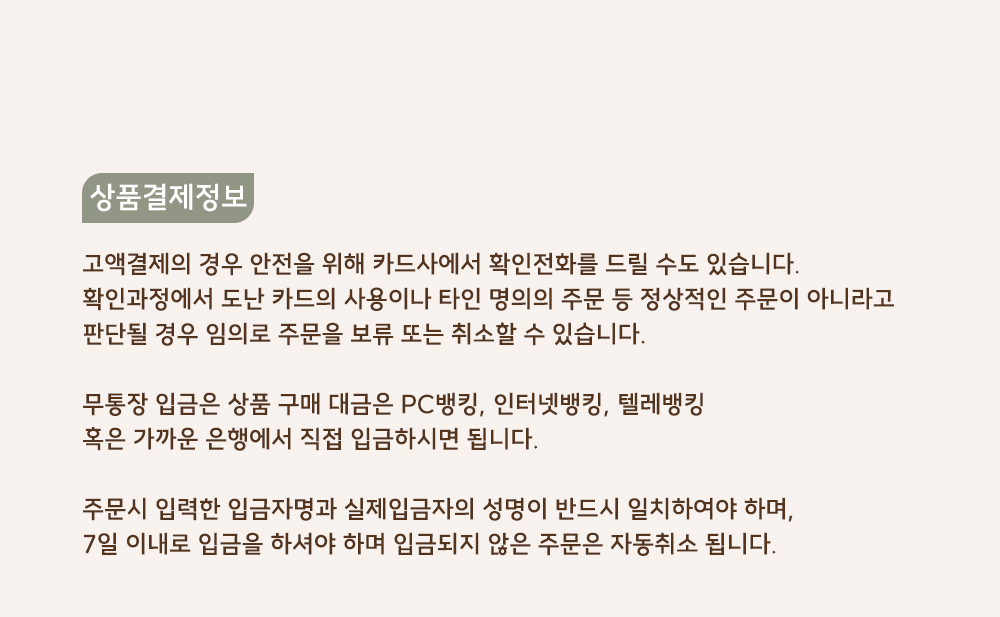 상품결제정보
고액결제의 경우 안전을 위해 카드사에서 확인전화를 드릴 수도 있습니다.
확인과정에서 도난 카드의 사용이나 타인 명의의 주문 등 정상적인 주문이 아니라고
판단될 경우 임의로 주문을 보류 또는 취소할 수 있습니다.
무통장 입금은 상품 구매 대금은 PC뱅킹, 인터넷뱅킹, 텔레뱅킹
혹은 가까운 은행에서 직접 입금하시면 됩니다.
주문시 입력한 입금자명과 실제입금자의 성명이 반드시 일치하여야 하며,
7일 이내로 입금을 하셔야 하며 입금되지 않은 주문은 자동취소 됩니다.